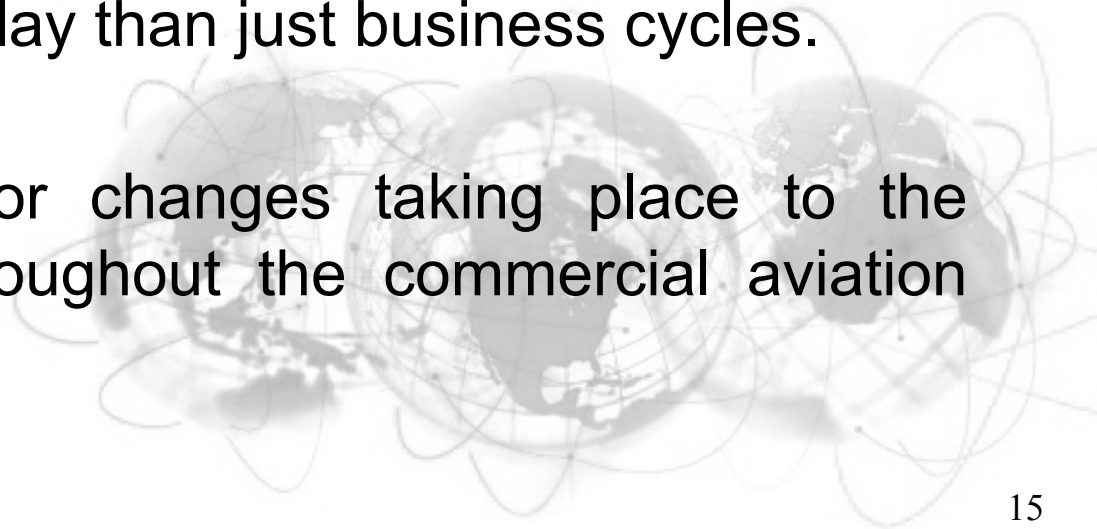 lay than just business cycles.
or changes taking place to the
oughout the commercial aviation
15